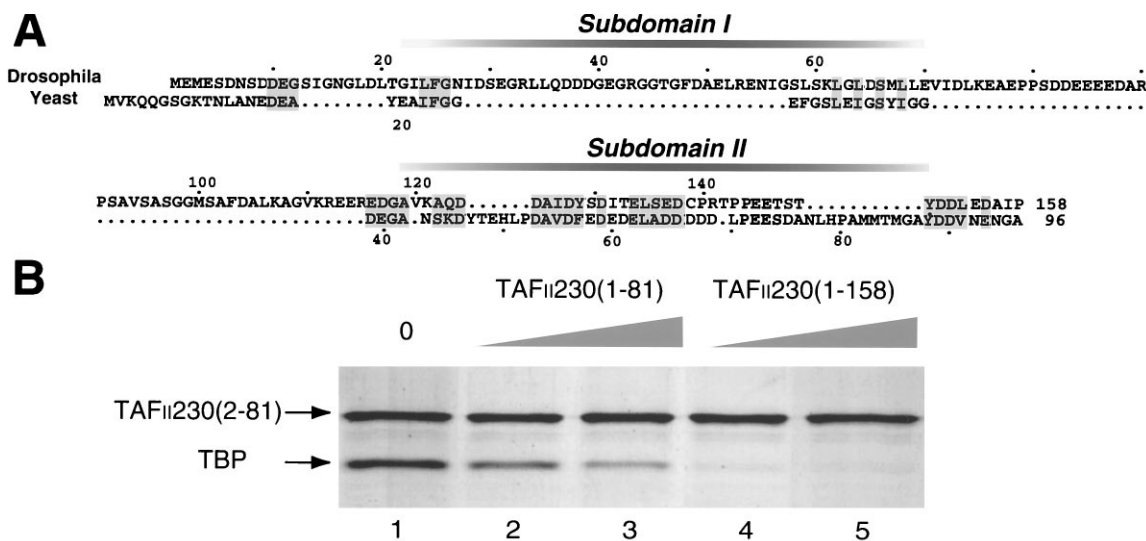 A
Subdomain I
20 40 60
Drosophila MEMESDNSDDEGSIGNGLDLTGILFGNIDSEGRLLQDDDGEGRGGTGFDAELRENIGSLSKLGLDSMLLEVIDLKEAEPPSDDEEEEDAR
Yeast MVKQQGSGKTNLANEDEA........YEAIFGG..............................EFGSLEIGSYIGG....................
20
Subdomain II
100 120 140
PSAVSASGGMSAFDALKAGVKREEREDGAVKAQD......DAIDYSDITELSEDCPRTPPEETST...........YDDLEDAIP 158
.........................DEGA.NSKDYTEHLPDAVDFEDEDELADDDDD.LPEESDANLHPAMMTMGAYDDVNENGA 96
40 60 80
B
TAFII230(1-81) TAFII230(1-158)
0
TAFII230(2-81)
TBP
1 2 3 4 5